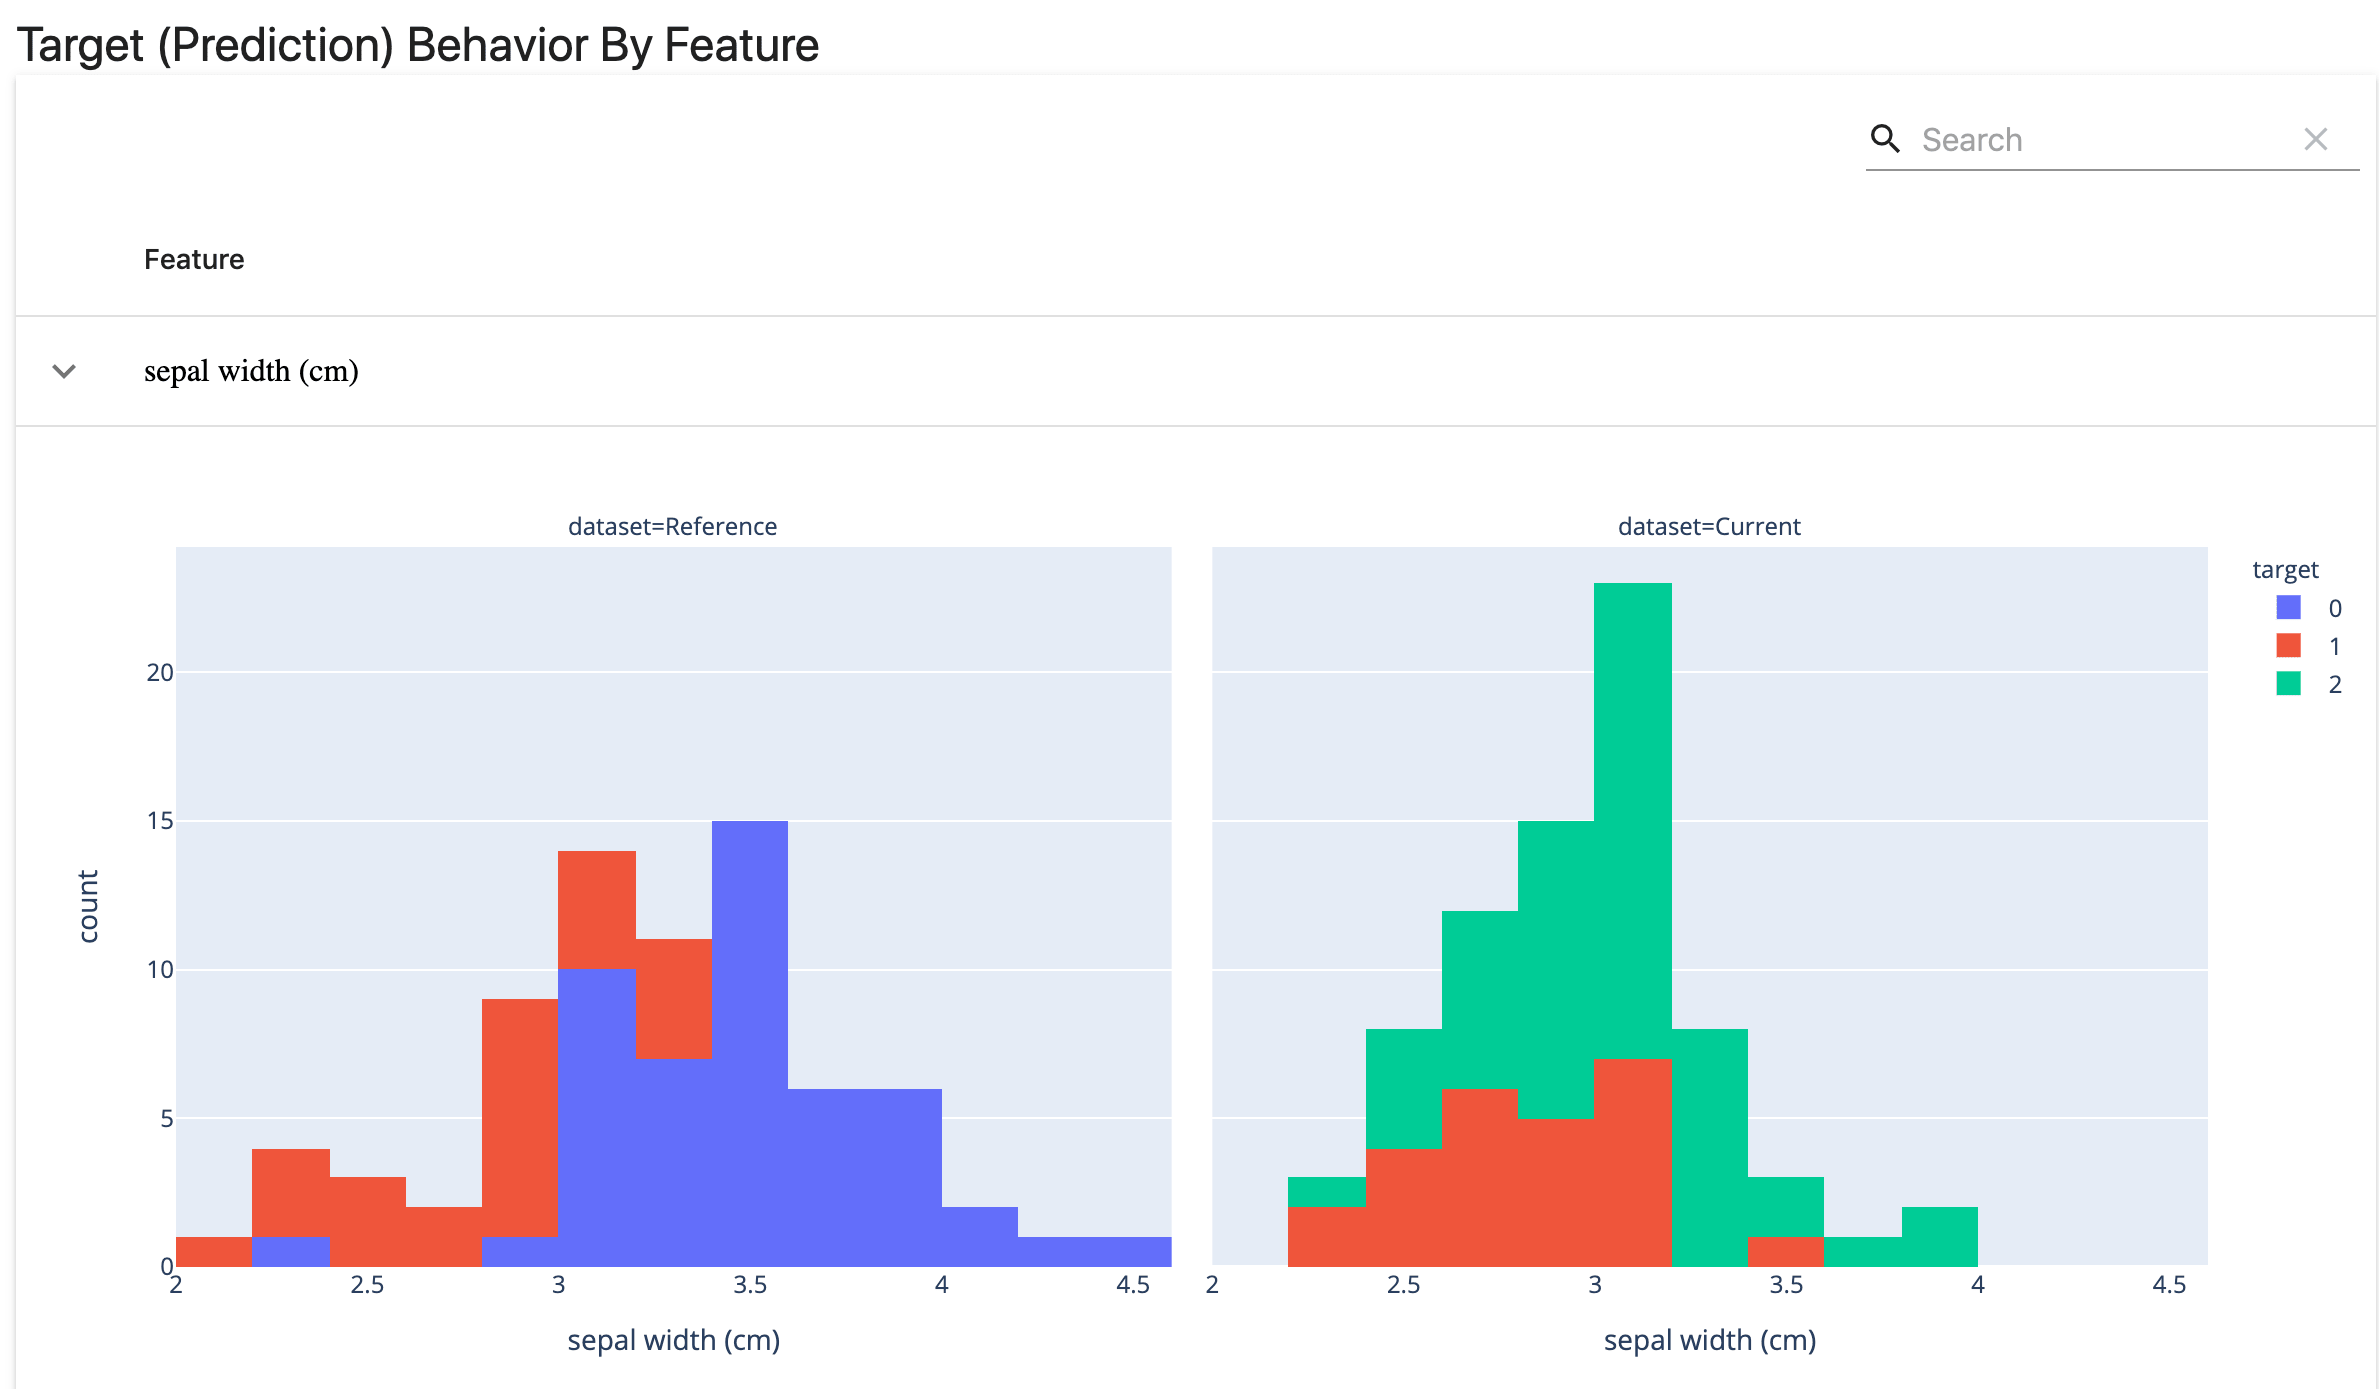 Target (Prediction) Behavior By Feature
Search
Feature
sepal width (cm)
dataset=Reference
dataset=Current
target
0
1
2
count
20
15
10
5
0
2 2.5 3 3.5 4 4.5
2 2.5 3 3.5 4 4.5
sepal width (cm)
sepal width (cm)